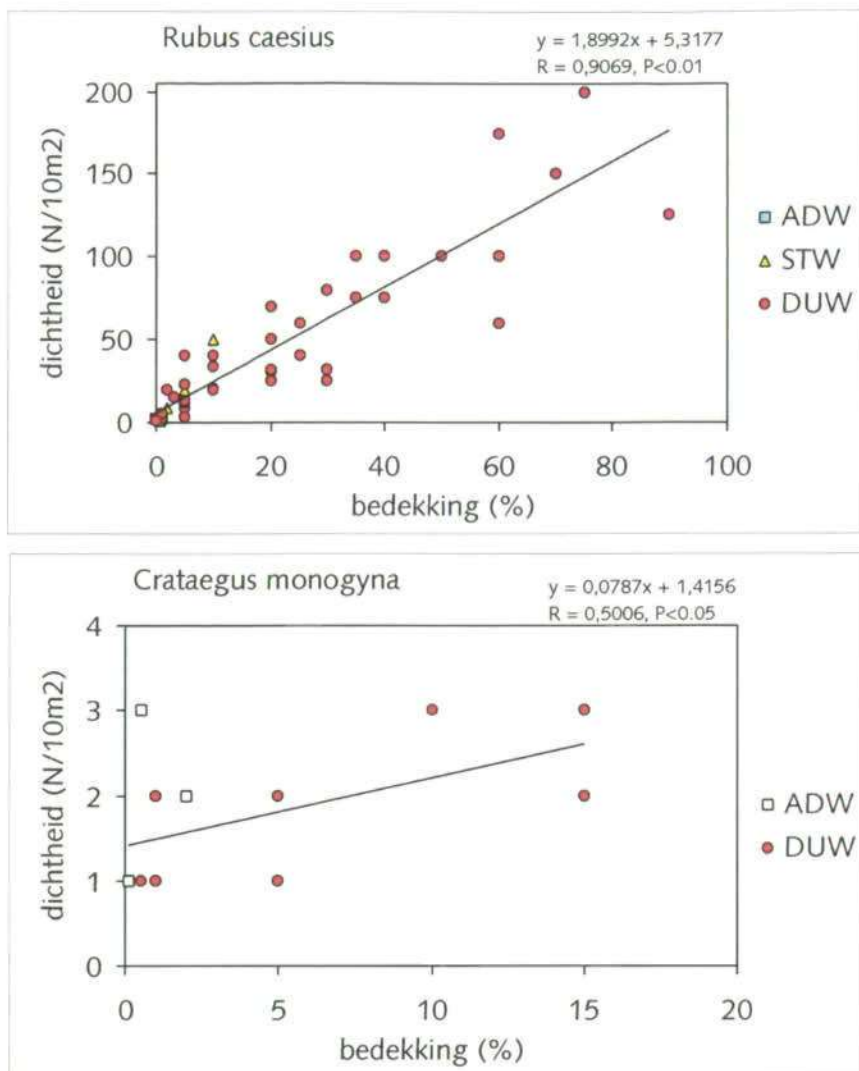 Rubus caesius
y = 1,8992x + 5,3177
R = 0,9069, P<0.01
dichtheid (N/10m2)
200
150
100
50
0
0 20 40 60 80 100
bedekking (%)
ADW
STW
DUW
Crataegus monogyna
y = 0,0787x + 1,4156
R = 0,5006, P<0.05
dichtheid (N/10m2)
4
3
2
1
0
0 5 10 15 20
bedekking (%)
ADW
DUW